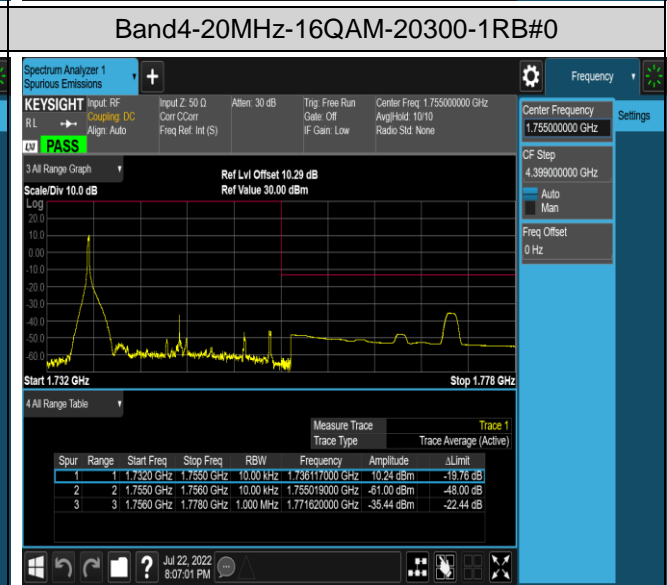 Band4-20MHz-16QAM-20300-1RB#0
Spectrum Analyzer 1
Spurious Emissions
Frequency
KEYSIGHT
RL
PASS
Input: RF
Coupling: DC
Align: Auto
Input Z: 50 Ω
Corr CCorr
Freq Ref: Int (S)
Atten: 30 dB
Trig: Free Run
Gate: Off
IF Gain: Low
Center Freq: 1.755000000 GHz
Avg|Hold: 10/10
Radio Std: None
Center Frequency
1.755000000 GHz
Settings
CF Step
4.399000000 GHz
Auto
Man
Freq Offset
0 Hz
3 All Range Graph
Ref Lvl Offset 10.29 dB
Scale/Div 10.0 dB
Ref Value 30.00 dBm
Log
20.0
10.0
0.00
-10.0
-20.0
-30.0
-40.0
-50.0
-60.0
Start 1.732 GHz
Stop 1.778 GHz
4 All Range Table
Measure Trace Trace 1
Trace Type Trace Average (Active)
Spur Range Start Freq Stop Freq RBW Frequency Amplitude ΔLimit
1 1 1.7320 GHz 1.7550 GHz 10.00 kHz 1.736117000 GHz 10.24 dBm -19.76 dB
2 2 1.7550 GHz 1.7560 GHz 10.00 kHz 1.755019000 GHz -61.00 dBm -48.00 dB
3 3 1.7560 GHz 1.7780 GHz 1.000 MHz 1.771620000 GHz -35.44 dBm -22.44 dB
Jul 22, 2022
8:07:01 PM